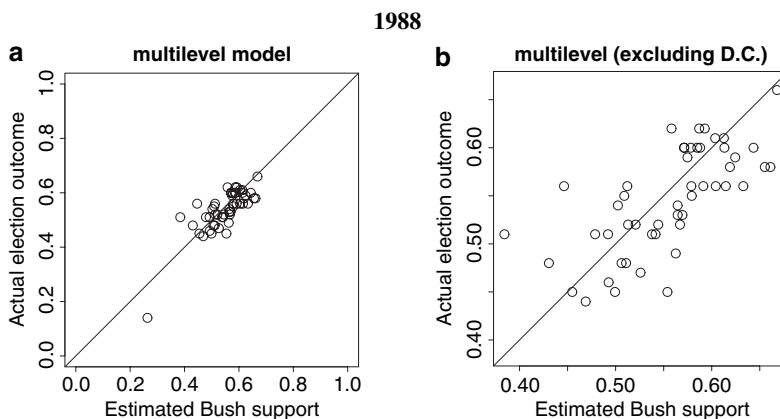 1988
a
multilevel model
Actual election outcome
1.0
0.8
0.6
0.4
0.2
0.0
0.0 0.2 0.4 0.6 0.8 1.0
Estimated Bush support
b
multilevel (excluding D.C.)
Actual election outcome
0.60
0.50
0.40
0.40 0.50 0.60
Estimated Bush support